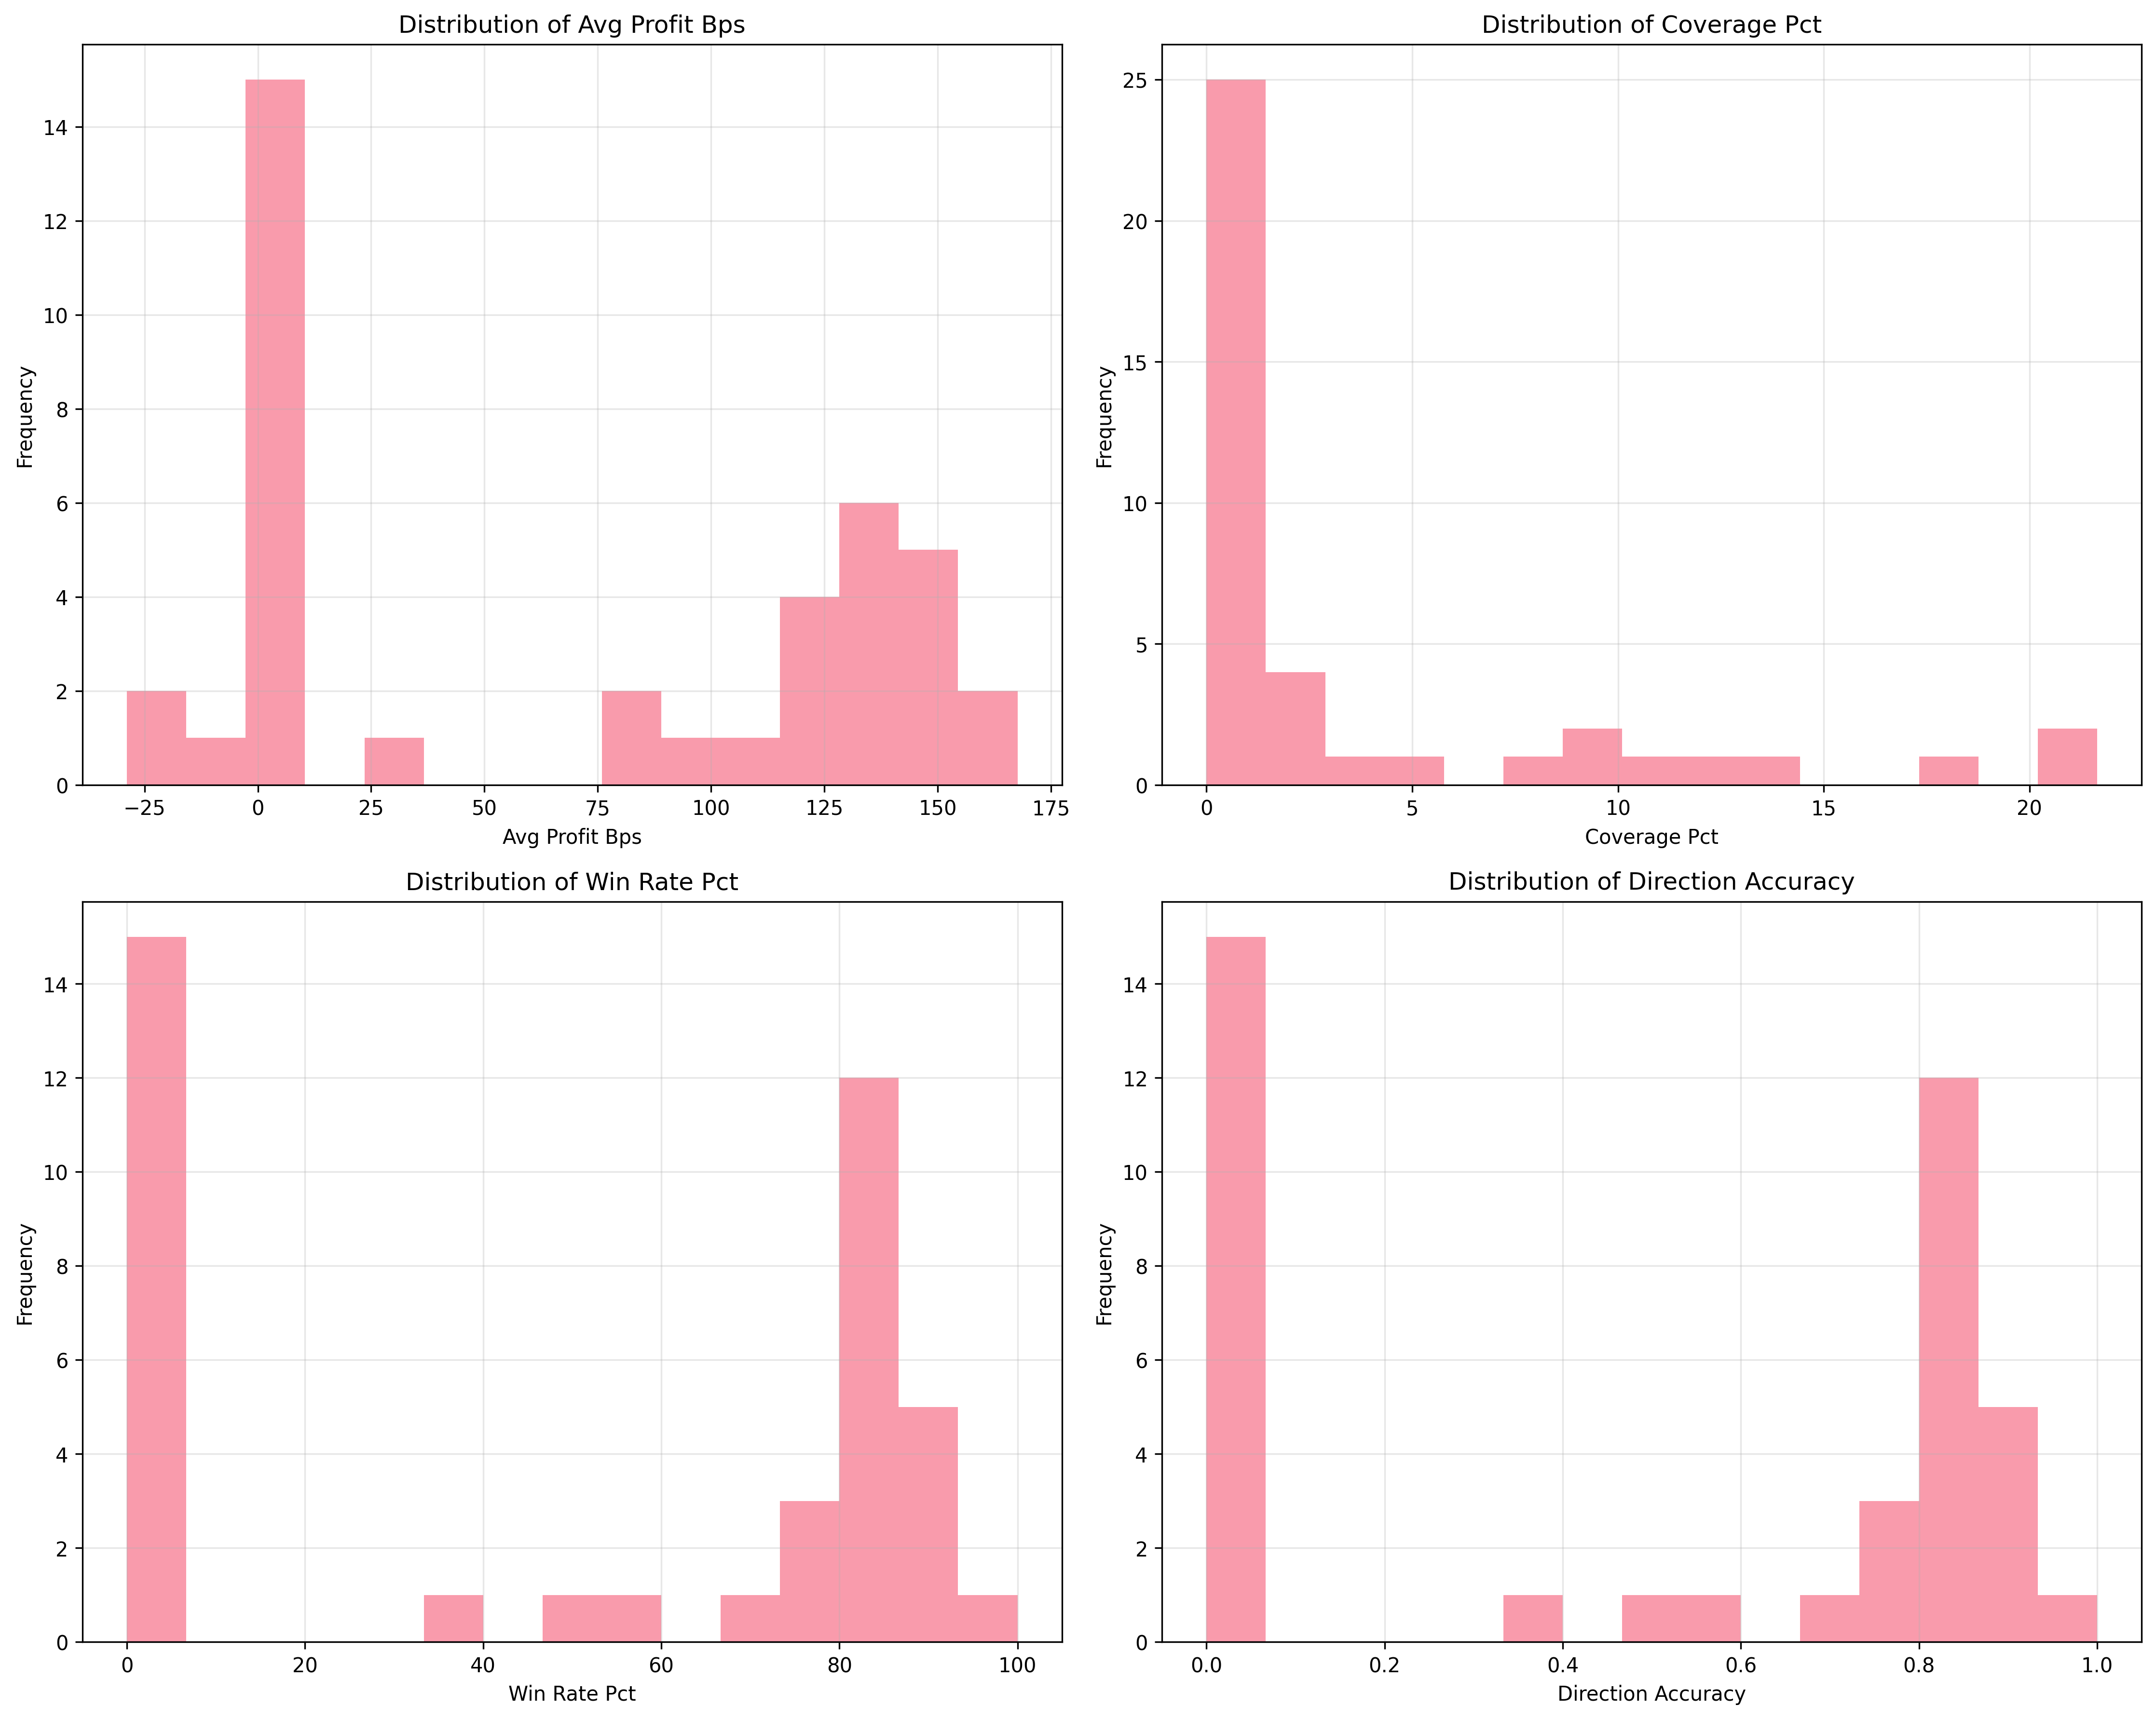 Distribution of Avg Profit Bps
Frequency
14
12
10
8
6
4
2
0
−25 0 25 50 75 100 125 150 175
Avg Profit Bps
Distribution of Coverage Pct
Frequency
25
20
15
10
5
0
0 5 10 15 20
Coverage Pct
Distribution of Win Rate Pct
Frequency
14
12
10
8
6
4
2
0
0 20 40 60 80 100
Win Rate Pct
Distribution of Direction Accuracy
Frequency
14
12
10
8
6
4
2
0
0.0 0.2 0.4 0.6 0.8 1.0
Direction Accuracy